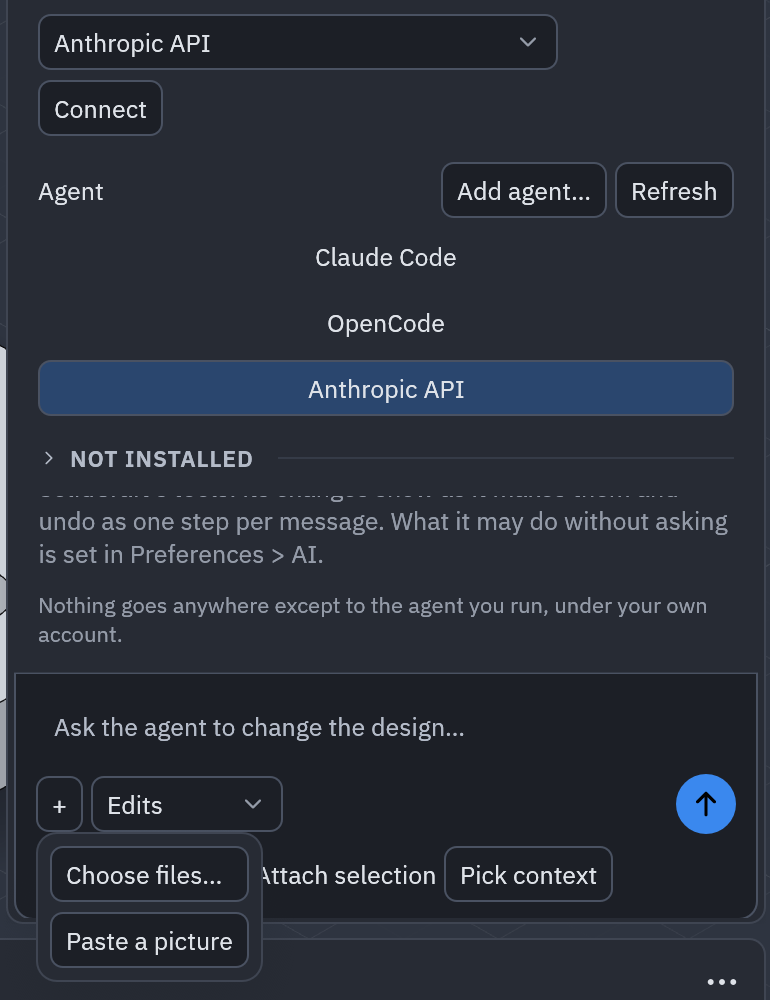 Anthropic API
Connect
Agent
Add agent...
Refresh
Claude Code
OpenCode
Anthropic API
NOT INSTALLED
undo as one step per message. What it may do without asking
is set in Preferences > AI.
Nothing goes anywhere except to the agent you run, under your own
account.
Ask the agent to change the design...
+
Edits
Choose files...
Attach selection
Pick context
Paste a picture